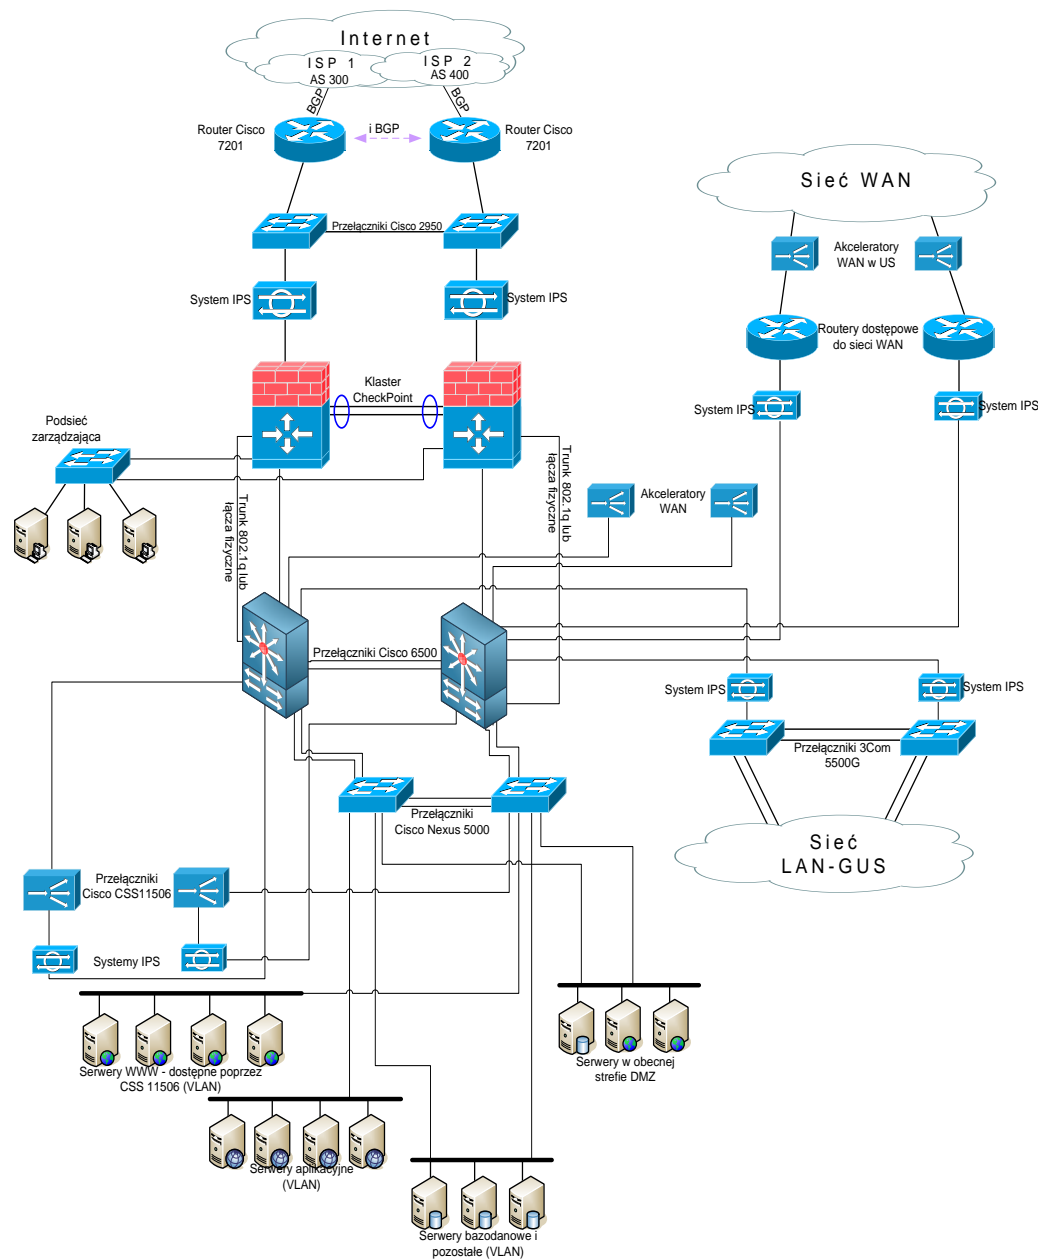 Internet
ISP 1
AS 300
ISP 2
AS 400
BGP
BGP
Router Cisco
7201
i BGP
Router Cisco
7201
Przełączniki Cisco 2950
System IPS
System IPS
Klaster
CheckPoint
Podsieć
zarządzająca
Trunk 802.1q lub
łącza fizyczne
Trunk 802.1q lub
łącza fizyczne
Sieć WAN
Akceleratory
WAN w US
Routery dostępowe
do sieci WAN
System IPS
System IPS
Akceleratory
WAN
Przełączniki Cisco 6500
System IPS
System IPS
Przełączniki 3Com
5500G
Sieć
LAN-GUS
Przełączniki
Cisco Nexus 5000
Przełączniki
Cisco CSS11506
Systemy IPS
Serwery WWW - dostępne poprzez
CSS 11506 (VLAN)
Serwery w obecnej
strefie DMZ
Serwery aplikacyjne
(VLAN)
Serwery bazodanowe i
pozostałe (VLAN)